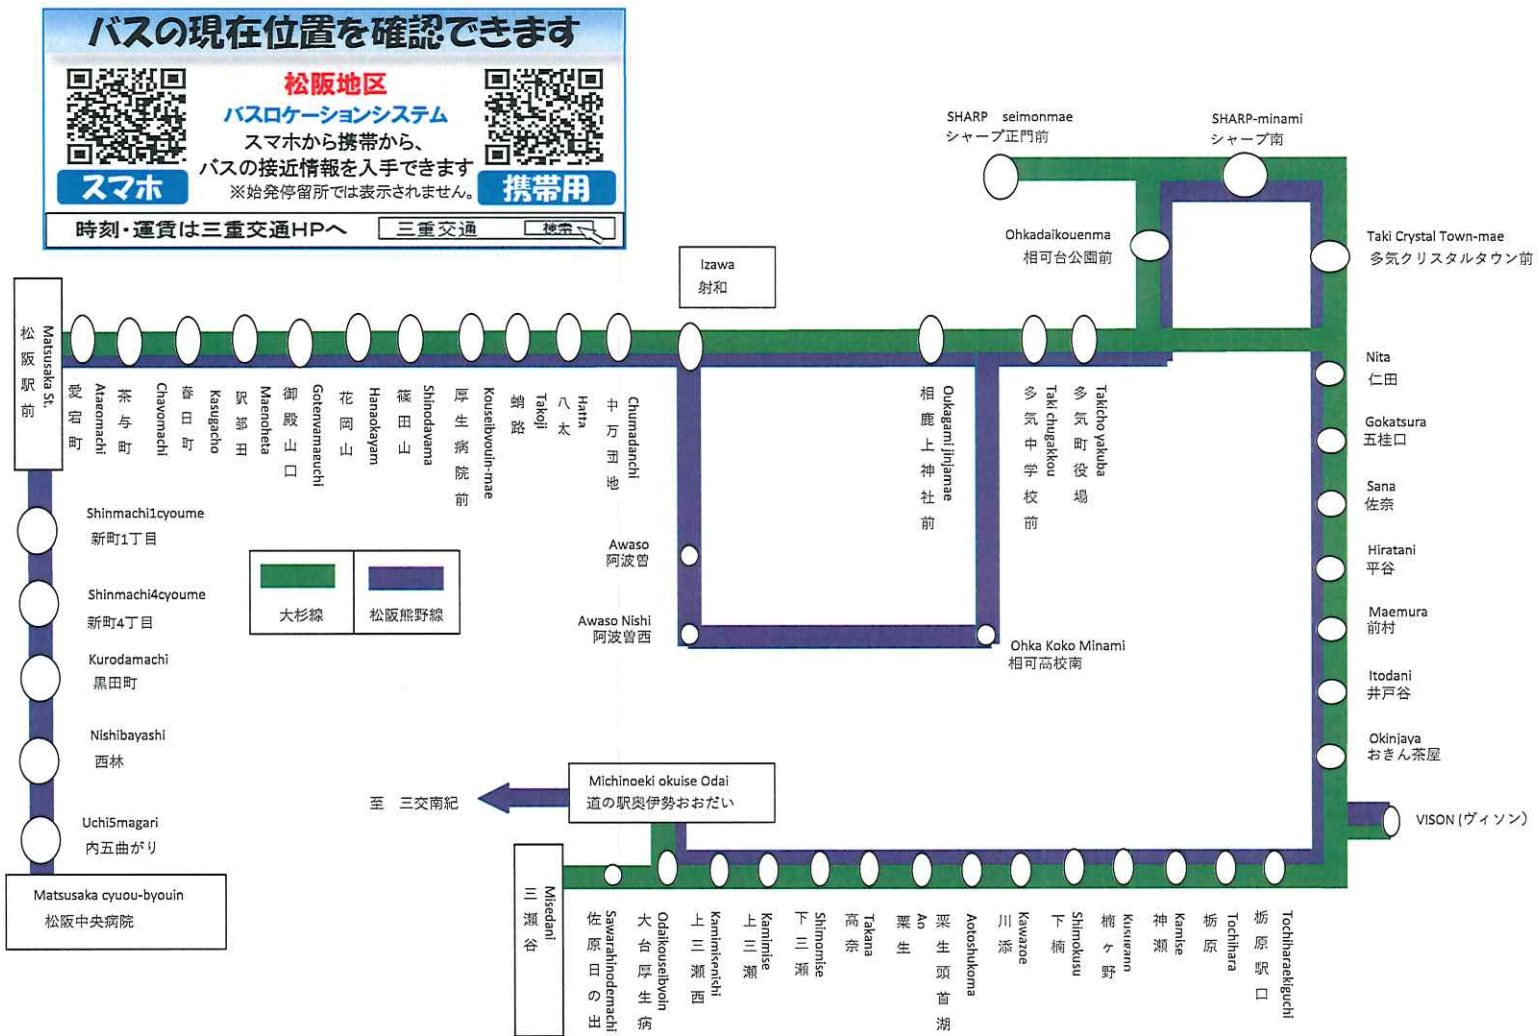 バスの現在位置を確認できます
松阪地区
バスロケーションシステム
スマホから携帯から、
バスの接近情報を入手できます
※始発停留所では表示されません。
スマホ
携帯用
時刻・運賃は三重交通HPへ
三重交通
検索
SHARP seimonmae
シャープ正門前
SHARP-minami
シャープ南
Ohkadaikouenma
相可台公園前
Taki Crystal Town-mae
多気クリスタルタウン前
Izawa
射和
Matsusaka St.
松阪駅前
愛宕町
Ataeomachi
茶与町
Chavomachi
春日町
Kasugacho
駅部田
Maenoheta
御殿山口
Gotenvamaeuchi
花岡山
Hanaokayam
篠田山
Shinodavama
厚生病院前
Kouseibvouin-mae
蛸路
Takoji
八太
Hatta
中万団地
Chumadanchi
相鹿上神社前
Oukagami jinjamae
多気中学校前
Taki chugakkou
多気町役場
Takicho yakuba
Nita
仁田
Gokatsura
五桂口
Sana
佐奈
Hiratani
平谷
Maemura
前村
Itodani
井戸谷
Okinjaya
おきん茶屋
VISON (ヴィソン)
Shinmachi1cyoume
新町1丁目
Shinmachi4cyoume
新町4丁目
Kurodamachi
黒田町
Nishibayashi
西林
Uchi5magari
内五曲がり
Matsusaka cyuou-byouin
松阪中央病院
大杉線
松阪熊野線
Awaso
阿波曽
Awaso Nishi
阿波曽西
Ohka Koko Minami
相可高校南
至 三交南紀
Michinoeki okuise Odai
道の駅奥伊勢おおだい
Misedani
三瀬谷
佐原日の出
Sawarahinodemachi
大台厚生病
Odaikouseibvoin
上三瀬西
Kamimisenishi
上三瀬
Kamimise
下三瀬
Shimomise
高奈
Takana
粟生
Ao
粟生頭首湖
Aotoshukoma
川添
Kawazoe
下楠
Shimokusu
楠ヶ野
神瀬
Kamise
栃原
Tochihara
栃原駅口
Tochiharaekiguchi